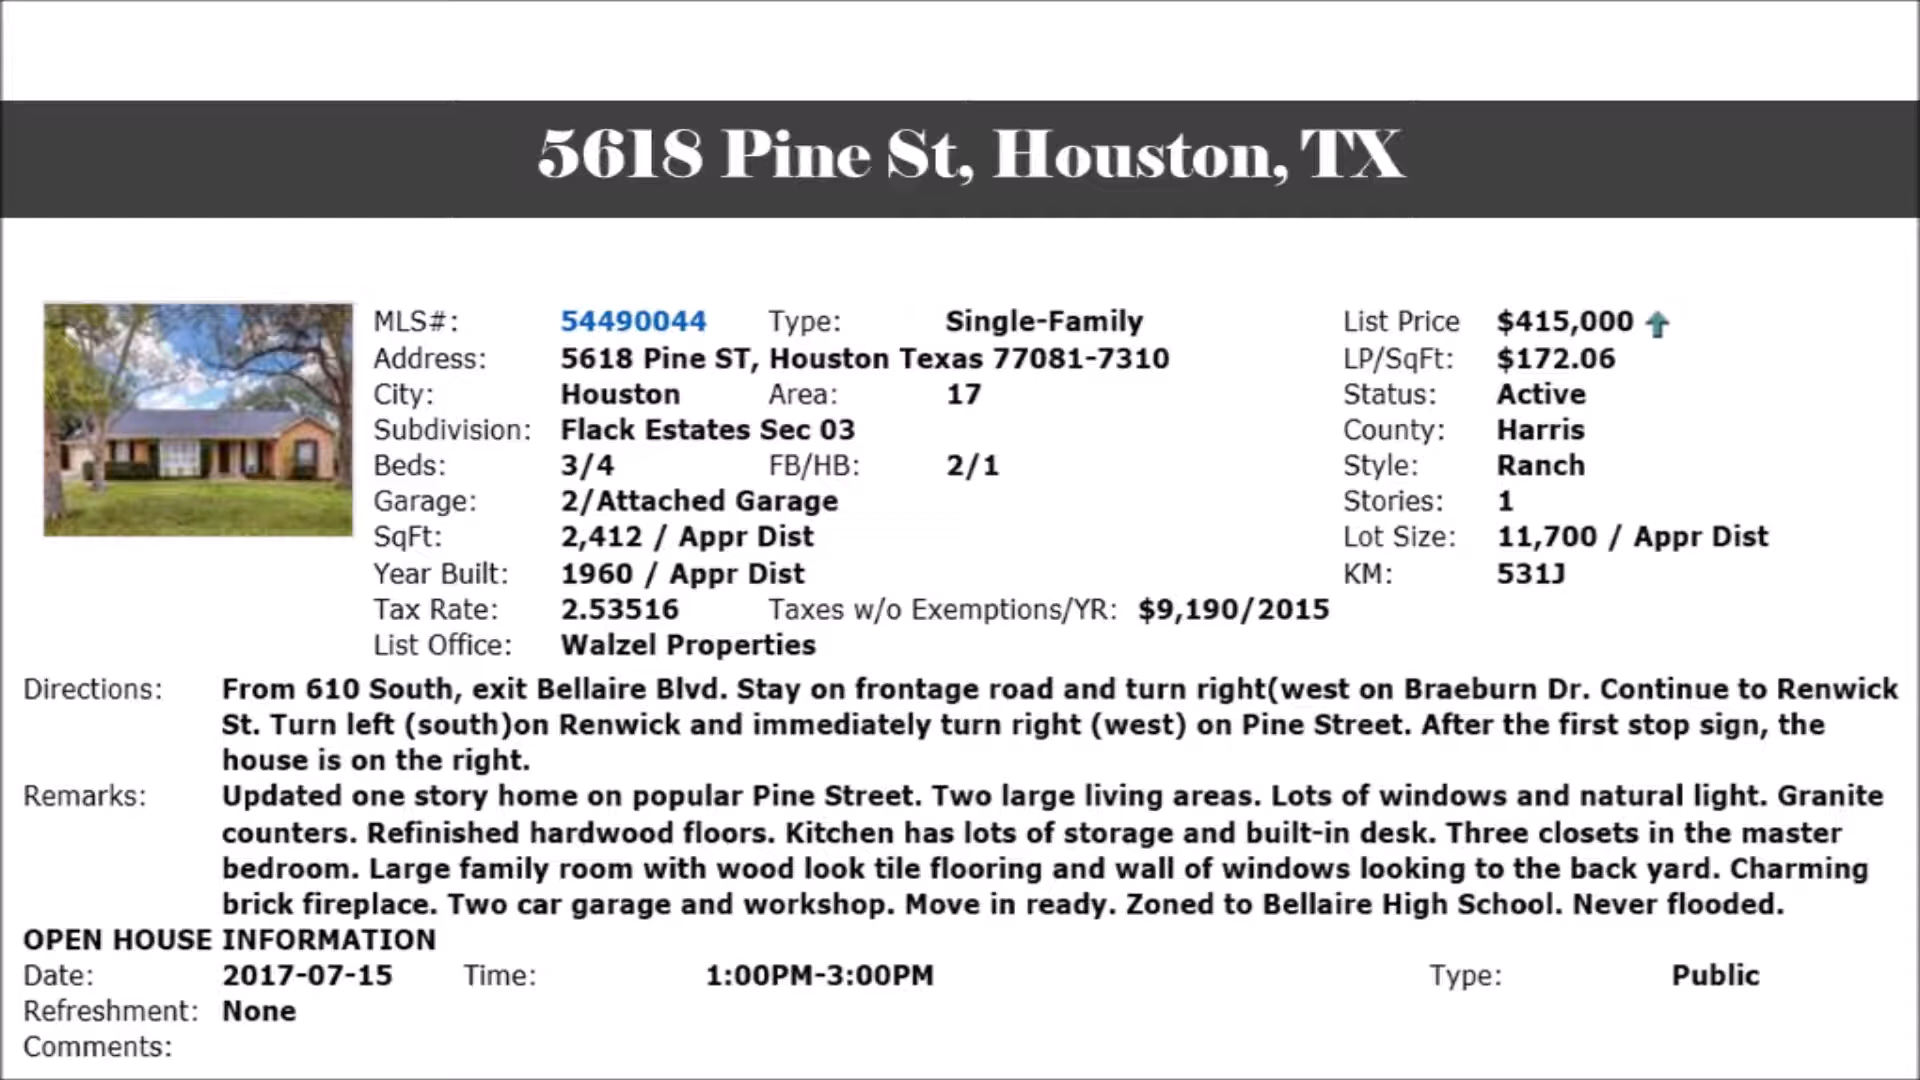 5618 Pine St, Houston, TX
MLS#: 54490044 Type: Single-Family List Price $415,000
Address: 5618 Pine ST, Houston Texas 77081-7310 LP/SqFt: $172.06
City: Houston Area: 17 Status: Active
Subdivision: Flack Estates Sec 03 County: Harris
Beds: 3/4 FB/HB: 2/1 Style: Ranch
Garage: 2/Attached Garage Stories: 1
SqFt: 2,412 / Appr Dist Lot Size: 11,700 / Appr Dist
Year Built: 1960 / Appr Dist KM: 531J
Tax Rate: 2.53516 Taxes w/o Exemptions/YR: $9,190/2015
List Office: Walzel Properties
Directions: From 610 South, exit Bellaire Blvd. Stay on frontage road and turn right(west on Braeburn Dr. Continue to Renwick
St. Turn left (south)on Renwick and immediately turn right (west) on Pine Street. After the first stop sign, the
house is on the right.
Remarks: Updated one story home on popular Pine Street. Two large living areas. Lots of windows and natural light. Granite
counters. Refinished hardwood floors. Kitchen has lots of storage and built-in desk. Three closets in the master
bedroom. Large family room with wood look tile flooring and wall of windows looking to the back yard. Charming
brick fireplace. Two car garage and workshop. Move in ready. Zoned to Bellaire High School. Never flooded.
OPEN HOUSE INFORMATION
Date: 2017-07-15 Time: 1:00PM-3:00PM Type: Public
Refreshment: None
Comments: